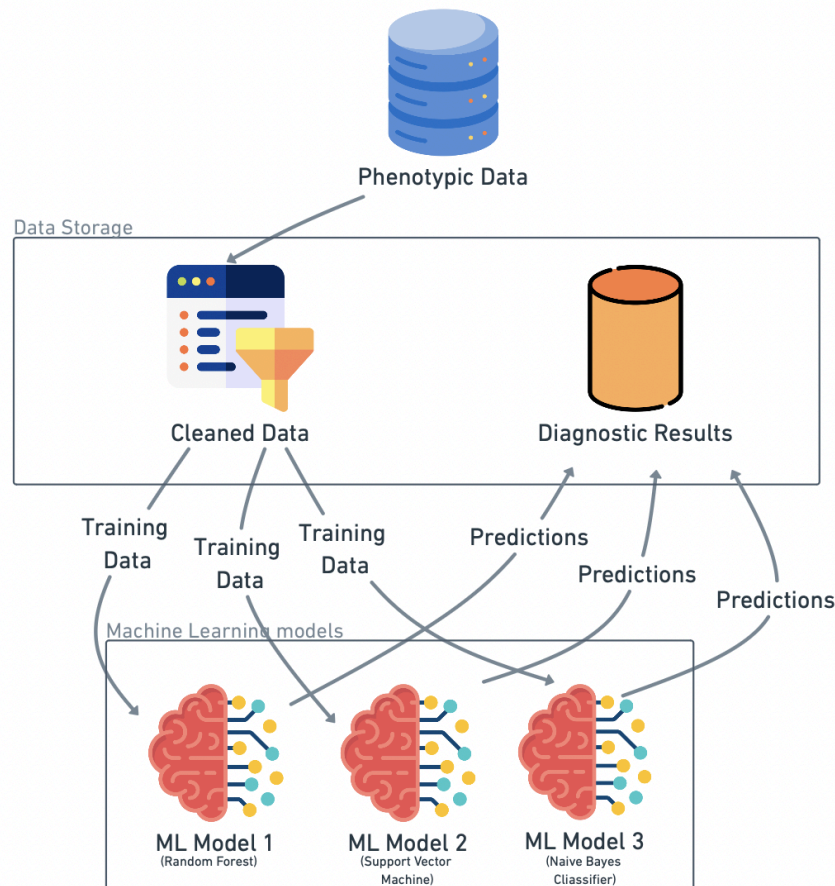 Phenotypic Data
Data Storage
Cleaned Data
Diagnostic Results
Training
Data
Training
Data
Training
Data
Predictions
Predictions
Predictions
Machine Learning models
ML Model 1
(Random Forest)
ML Model 2
(Support Vector
Machine)
ML Model 3
(Naive Bayes
Cliassifier)